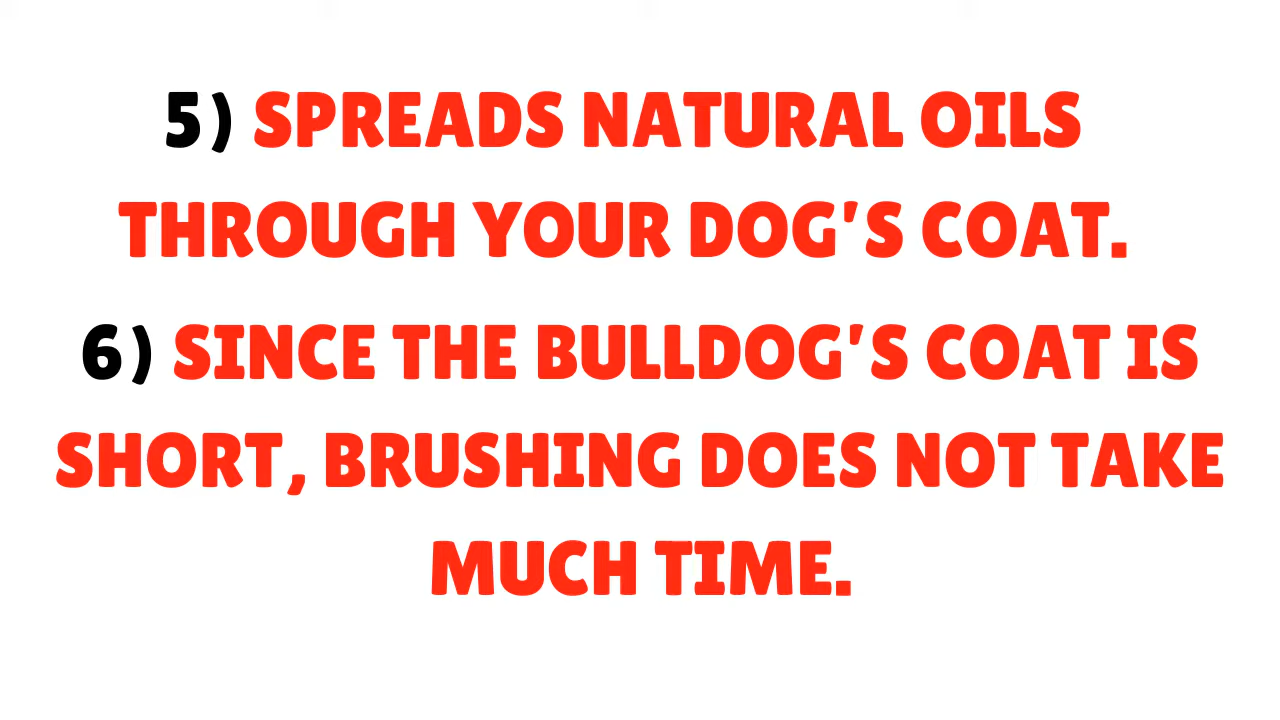 5) SPREADS NATURAL OILS
THROUGH YOUR DOG'S COAT.
6) SINCE THE BULLDOG'S COAT IS
SHORT, BRUSHING DOES NOT TAKE
MUCH TIME.